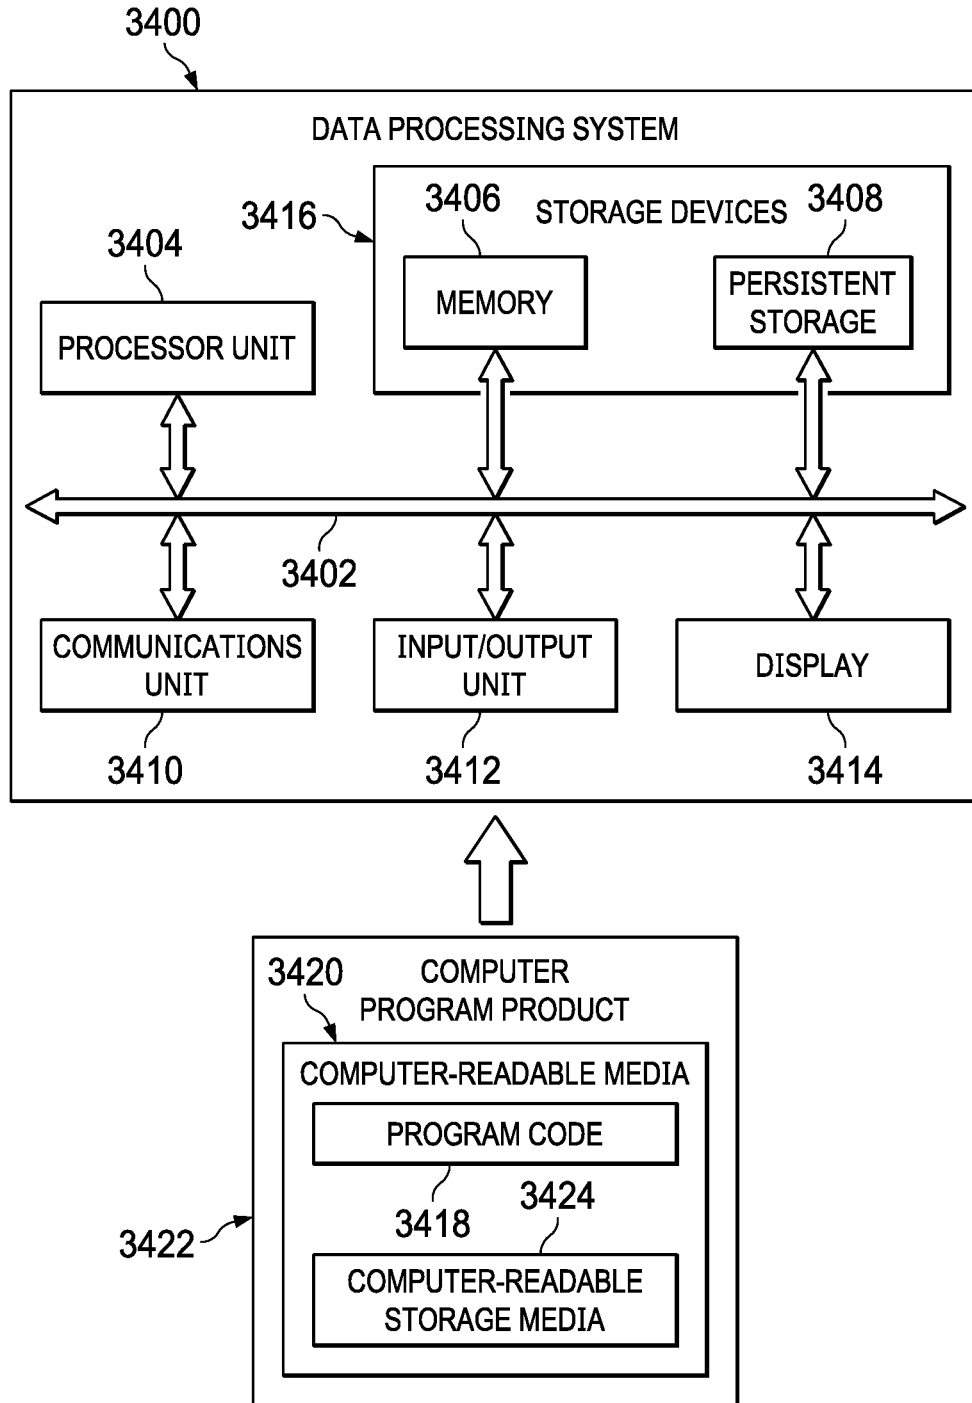 3400
DATA PROCESSING SYSTEM
3416
3406
STORAGE DEVICES
3408
3404
MEMORY
PERSISTENT
STORAGE
PROCESSOR UNIT
3402
COMMUNICATIONS
UNIT
INPUT/OUTPUT
UNIT
DISPLAY
3410
3412
3414
COMPUTER
PROGRAM PRODUCT
3420
COMPUTER-READABLE MEDIA
PROGRAM CODE
3418
3424
3422
COMPUTER-READABLE
STORAGE MEDIA